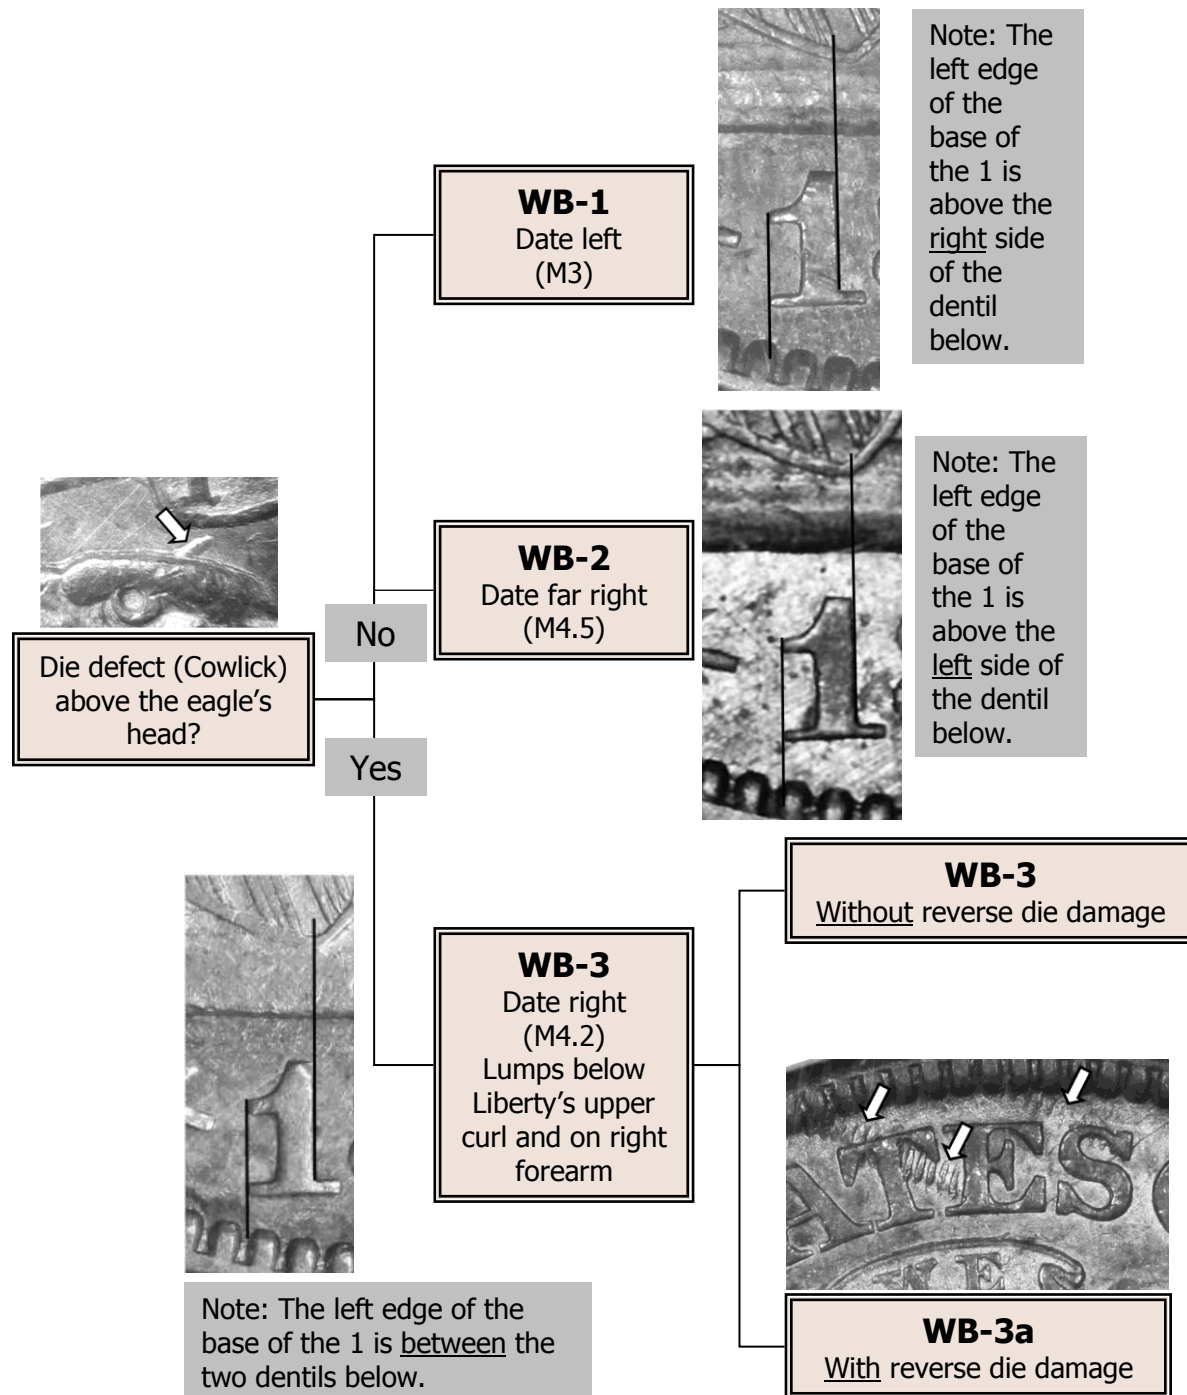 Note: The
left edge
of the
base of
the 1 is
above the
right side
of the
dentil
below.
WB-1
Date left
(M3)
1
Note: The
left edge
of the
base of
the 1 is
above the
left side of
the dentil
below.
WB-2
Date far right
(M4.5)
1
No
Die defect (Cowlick)
above the eagle’s
head?
Yes
WB-3
Without reverse die damage
WB-3
Date right
(M4.2)
Lumps below
Liberty’s upper
curl and on right
forearm
1
ATES
Note: The left edge of the
base of the 1 is between the
two dentils below.
WB-3a
With reverse die damage